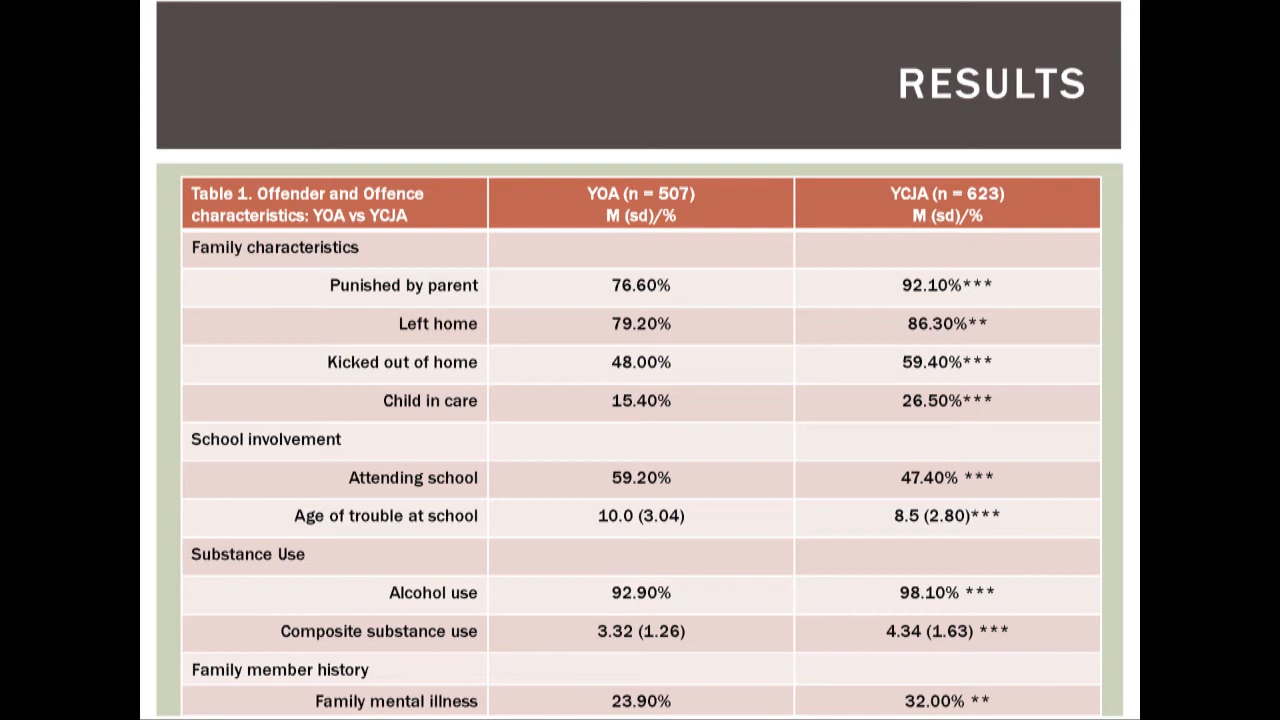 RESULTS
Table 1. Offender and Offence characteristics: YOA vs YCJA YOA (n = 507) M (sd)/% YCJA (n = 623) M (sd)/%
Family characteristics
Punished by parent 76.60% 92.10%***
Left home 79.20% 86.30%**
Kicked out of home 48.00% 59.40%***
Child in care 15.40% 26.50%***
School involvement
Attending school 59.20% 47.40% ***
Age of trouble at school 10.0 (3.04) 8.5 (2.80)***
Substance Use
Alcohol use 92.90% 98.10% ***
Composite substance use 3.32 (1.26) 4.34 (1.63) ***
Family member history
Family mental illness 23.90% 32.00% **